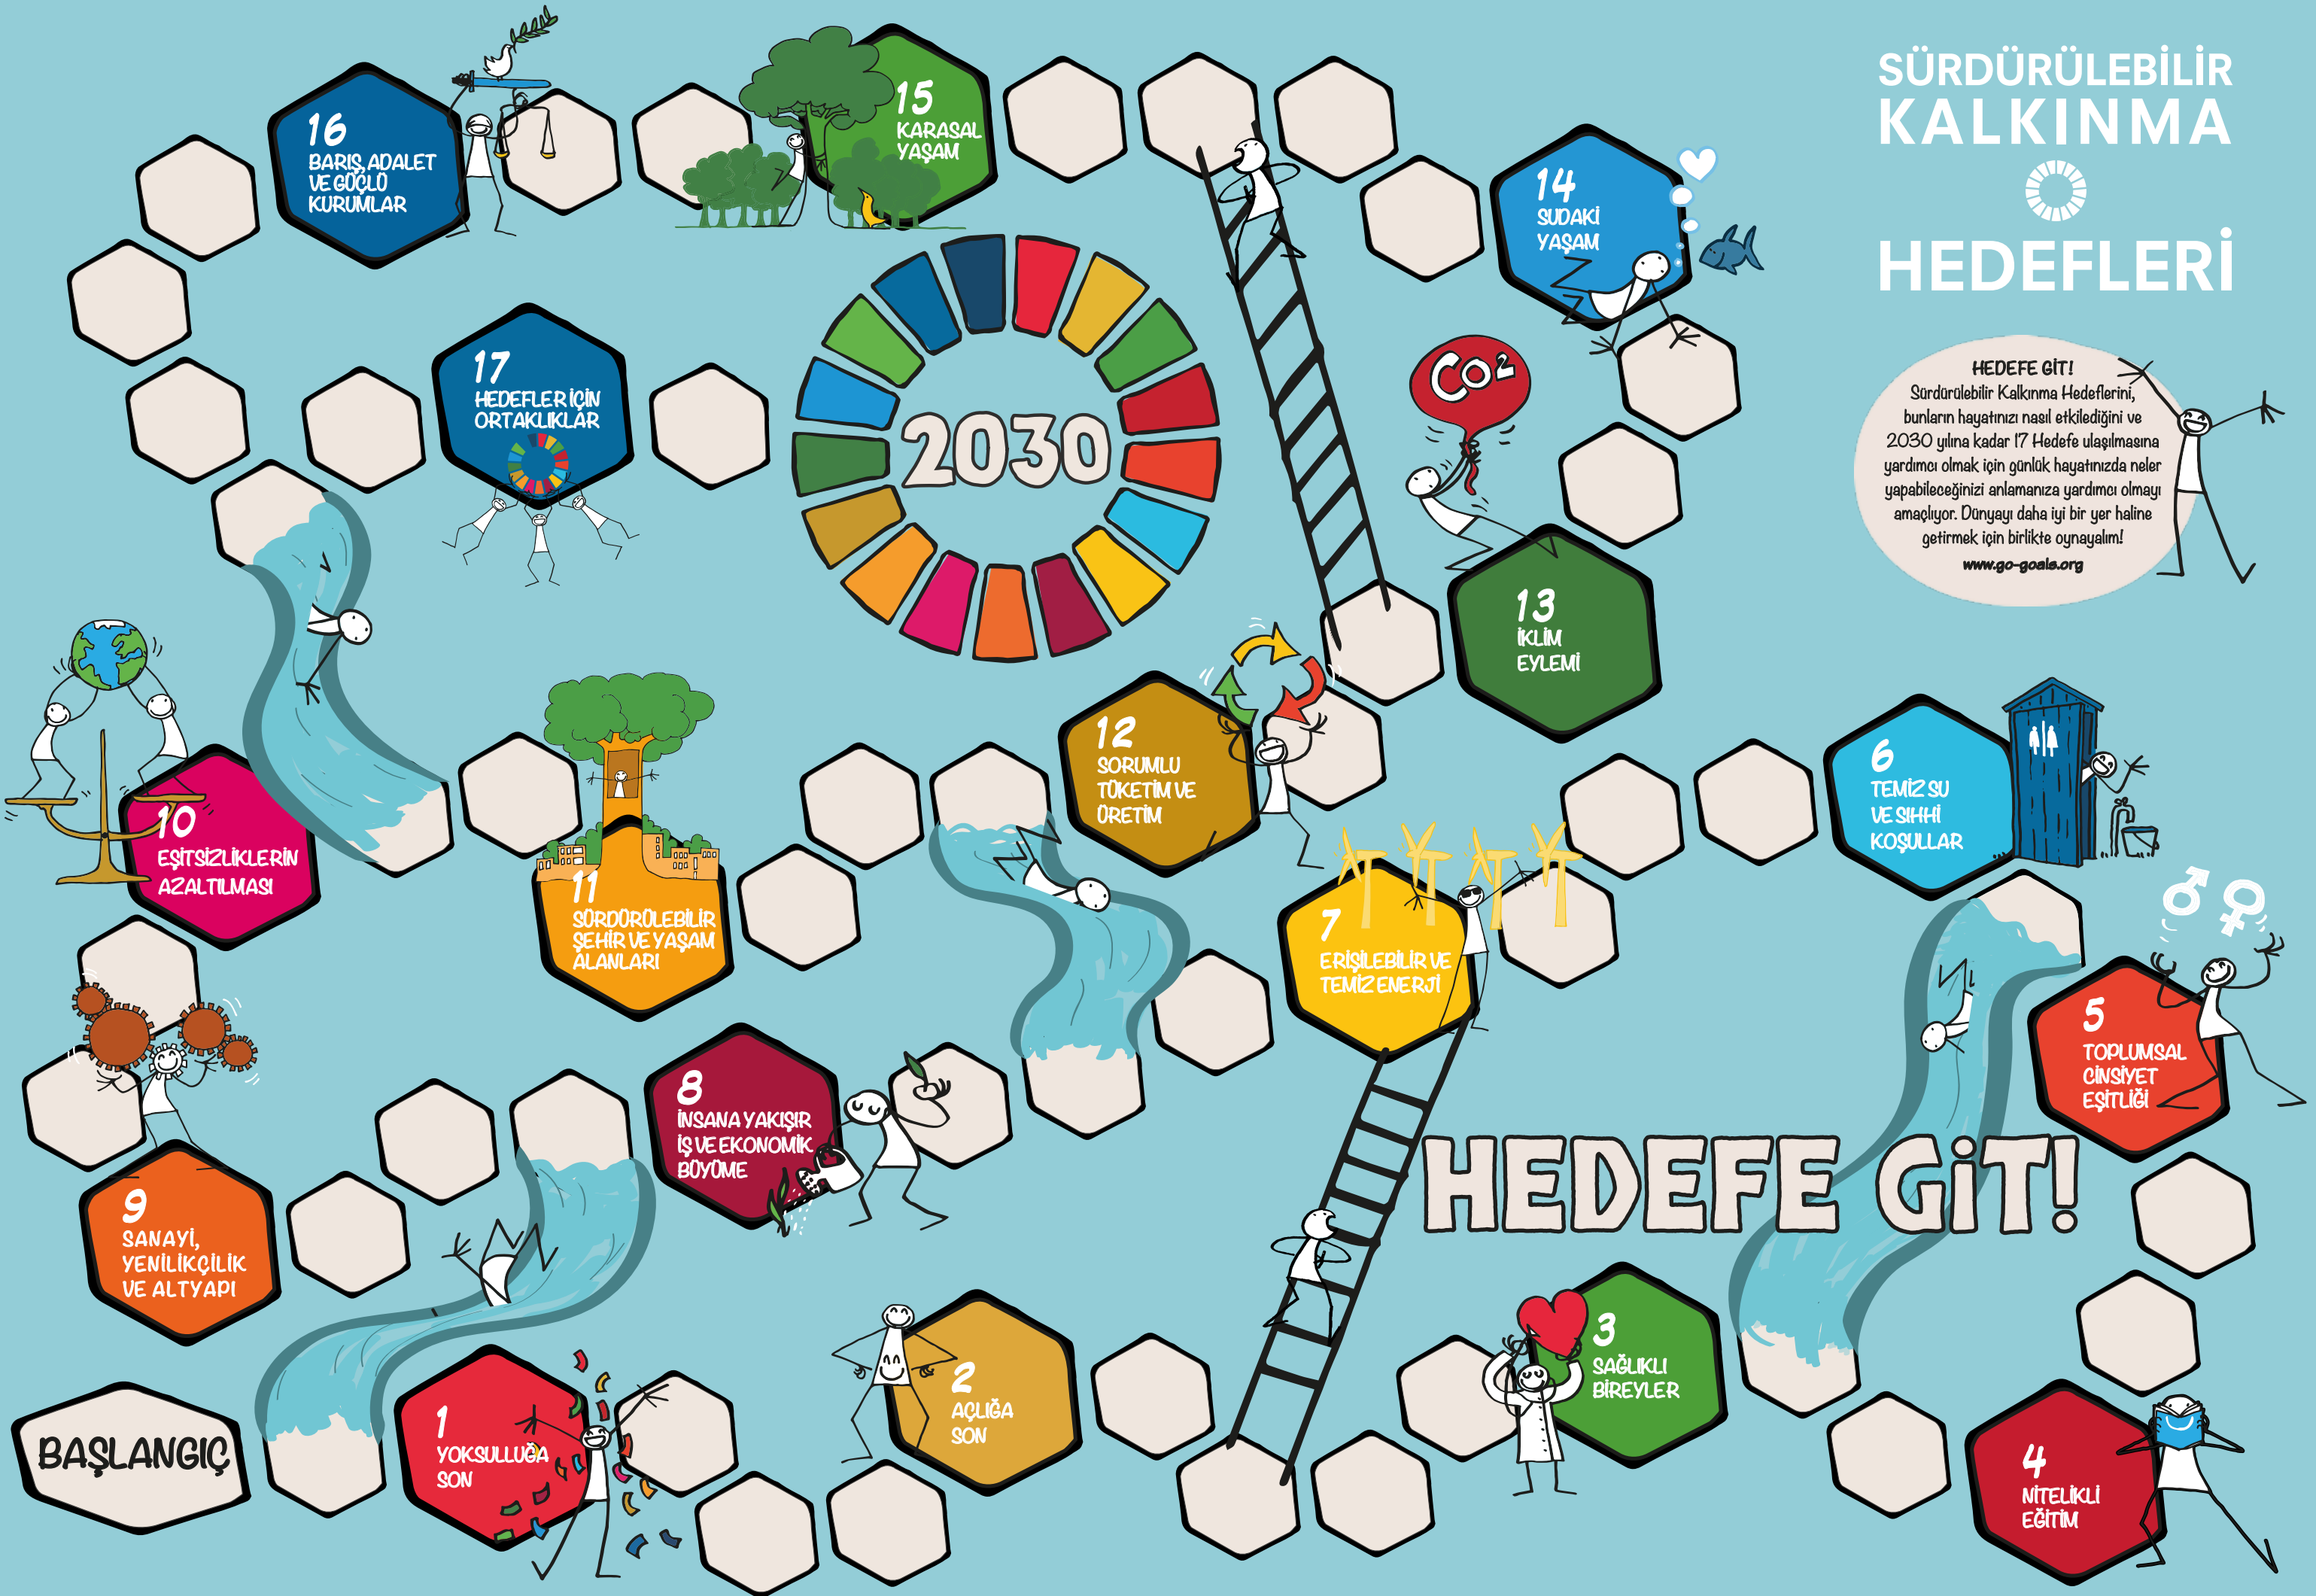 SÜRDÜRÜLEBİLİR
KALKINMA
HEDEFLERİ
HEDEFE GİT!
Sürdürülebilir Kalkınma Hedeflerini,
bunların hayatınızı nasıl etkilediğini ve
2030 yılına kadar 17 Hedefe ulaşılmasına
yardımcı olmak için günlük hayatınızda neler
yapabileceğinizi anlamanıza yardımcı olmayı
amaçlıyor. Dünyayı daha iyi bir yer haline
getirmek için birlikte oynayalım!
www.go-goals.org
16
BARIŞ, ADALET
VE GÜÇLÜ
KURUMLAR
15
KARASAL
YAŞAM
14
SUDAKİ
YAŞAM
17
HEDEFLER İÇİN
ORTAKLIKLAR
2030
CO2
13
İKLİM
EYLEMİ
12
SORUMLU
TÜKETİM VE
ÜRETİM
6
TEMİZ SU
VE SIHHİ
KOŞULLAR
10
EŞİTSİZLİKLERİN
AZALTILMASI
11
SÜRDÜRÜLEBİLİR
ŞEHİR VE YAŞAM
ALANLARI
7
ERİŞİLEBİLİR VE
TEMİZ ENERJİ
5
TOPLUMSAL
CİNSİYET
EŞİTLİĞİ
8
İNSANA YAKIŞIR
İŞ VE EKONOMİK
BÜYÜME
HEDEFE GİT!
9
SANAYİ,
YENİLİKÇİLİK
VE ALTYAPI
3
SAĞLIKLI
BİREYLER
2
AÇLIĞA
SON
BAŞLANGIÇ
1
YOKSULLUĞA
SON
4
NİTELİKLİ
EĞİTİM